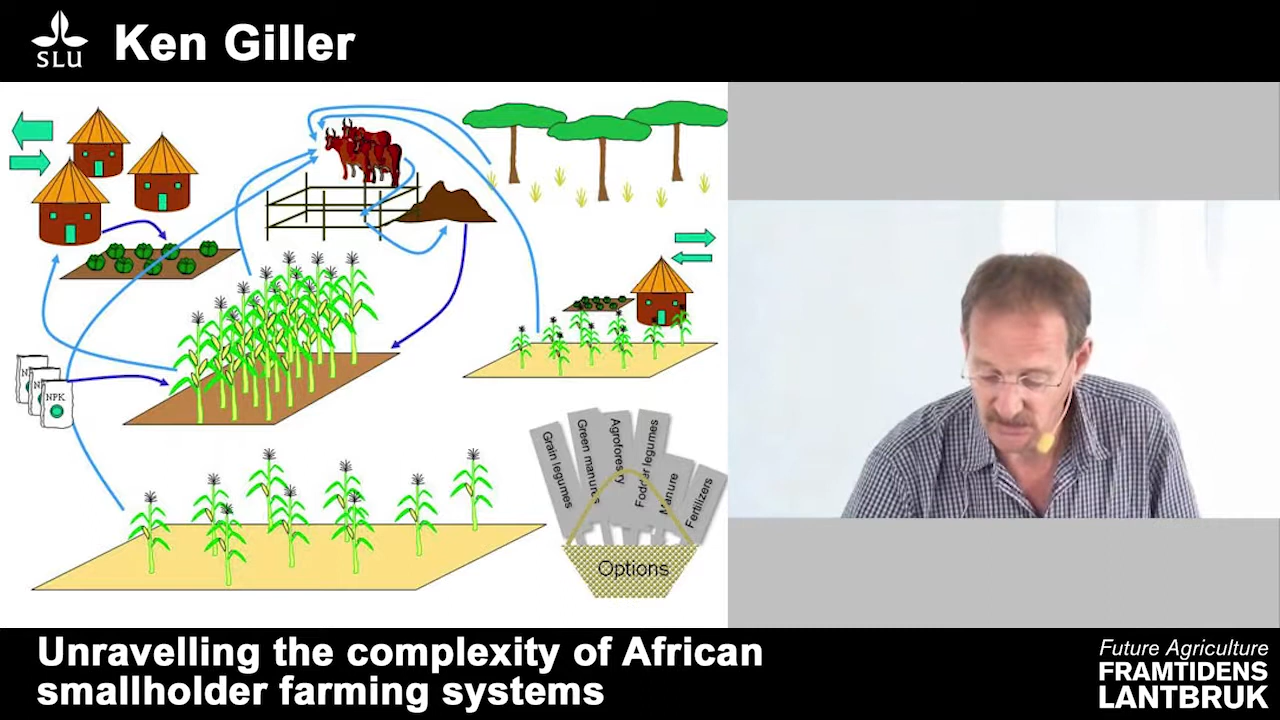 SLU
Ken Giller
NPK
Grain legumes
Green manures
Agroforestry
Fodder legumes
Manure
Fertilizers
Options
Unravelling the complexity of African
smallholder farming systems
Future Agriculture
FRAMTIDENS
LANTBRUK